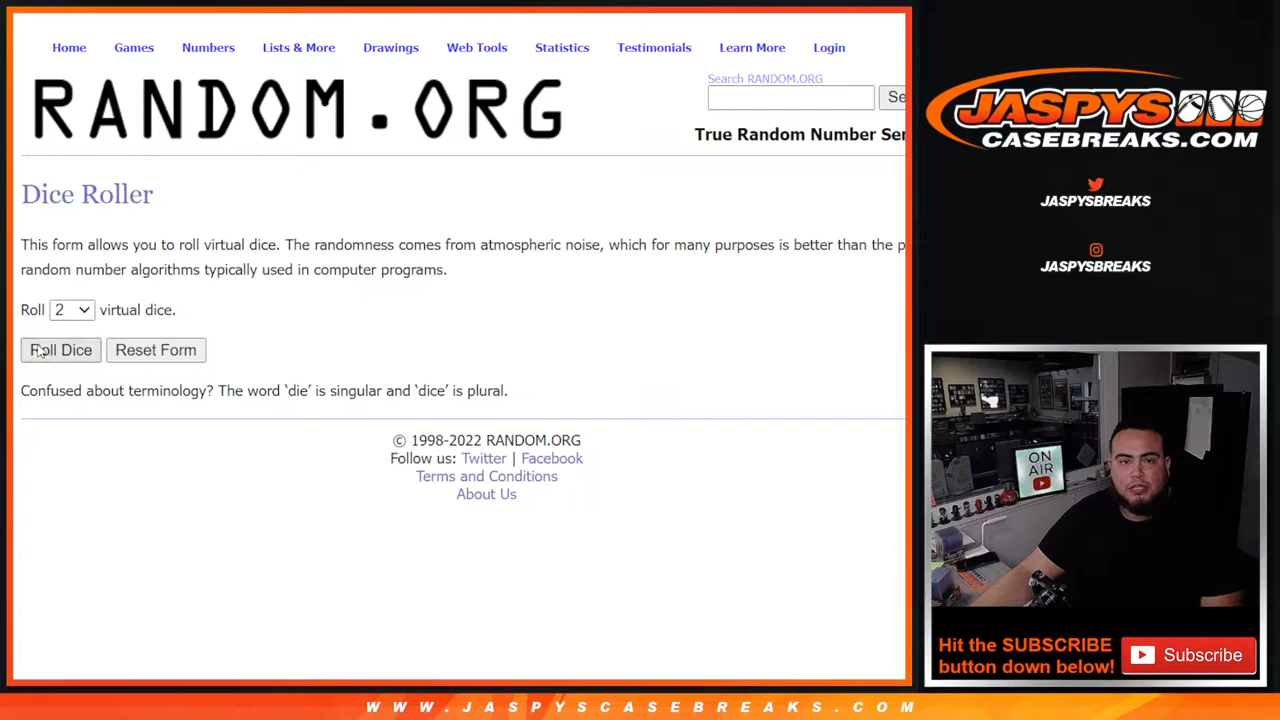 Home Games Numbers Lists & More Drawings Web Tools Statistics Testimonials Learn More Login
RANDOM.ORG
Search RANDOM.ORG
Se
True Random Number Ser
Dice Roller
This form allows you to roll virtual dice. The randomness comes from atmospheric noise, which for many purposes is better than the p
random number algorithms typically used in computer programs.
Roll 2 virtual dice.
Roll Dice Reset Form
Confused about terminology? The word ‘die’ is singular and ‘dice’ is plural.
© 1998-2022 RANDOM.ORG
Follow us: Twitter | Facebook
Terms and Conditions
About Us
JASPYS
CASEBREAKS.COM
JASPYSBREAKS
JASPYSBREAKS
ON
AIR
Hit the SUBSCRIBE
button down below!
Subscribe
WWW.JASPYSCASEBREAKS.COM